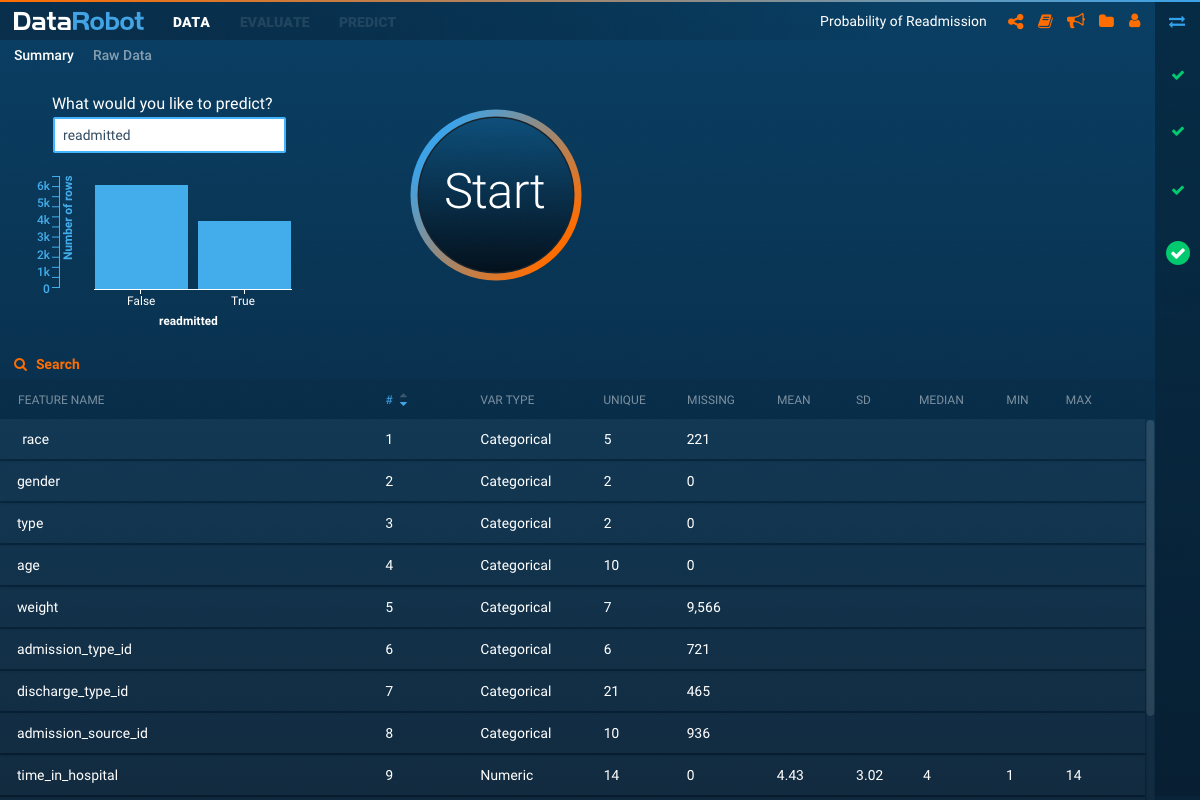 DataRobot DATA EVALUATE PREDICT Probability of Readmission
Summary Raw Data
What would you like to predict?
readmitted
Start
6k
5k
4k
3k
2k
1k
0
Number of rows
False True
readmitted
Search
FEATURE NAME # VAR TYPE UNIQUE MISSING MEAN SD MEDIAN MIN MAX
race 1 Categorical 5 221
gender 2 Categorical 2 0
type 3 Categorical 2 0
age 4 Categorical 10 0
weight 5 Categorical 7 9,566
admission_type_id 6 Categorical 6 721
discharge_type_id 7 Categorical 21 465
admission_source_id 8 Categorical 10 936
time_in_hospital 9 Numeric 14 0 4.43 3.02 4 1 14